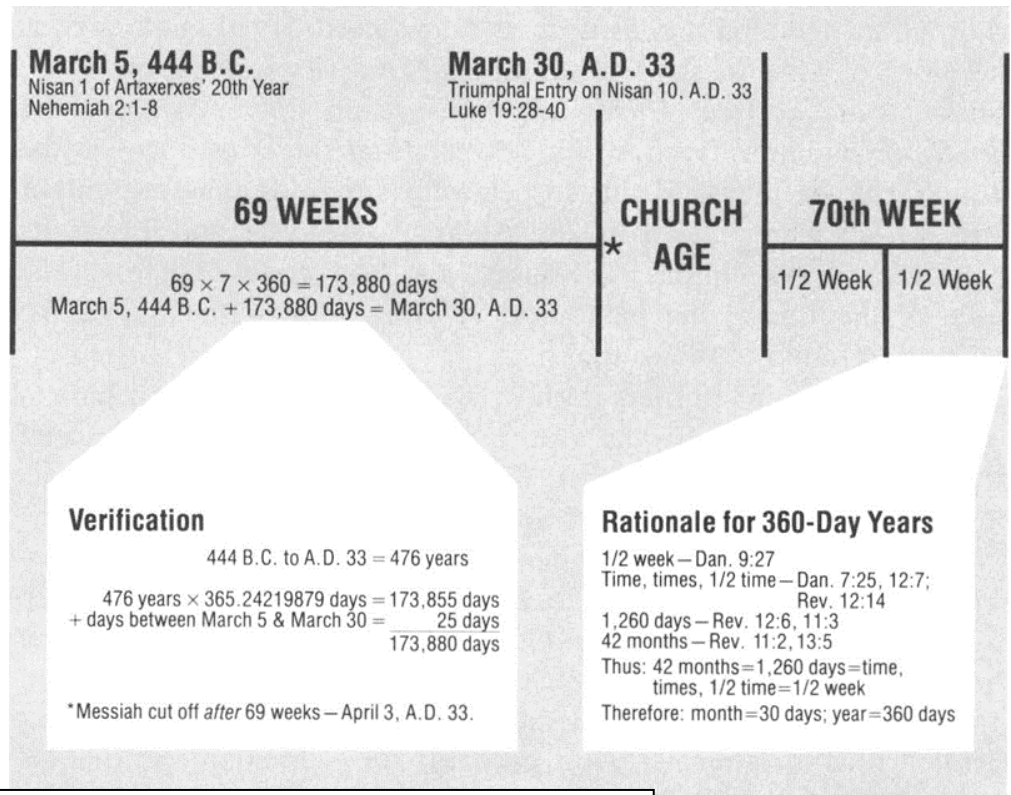 March 5, 444 B.C.
Nisan 1 of Artaxerxes' 20th Year
Nehemiah 2:1-8
March 30, A.D. 33
Triumphal Entry on Nisan 10, A.D. 33
Luke 19:28-40
69 WEEKS
CHURCH
AGE
*
70th WEEK
1/2 Week
1/2 Week
69 × 7 × 360 = 173,880 days
March 5, 444 B.C. + 173,880 days = March 30, A.D. 33
Verification
444 B.C. to A.D. 33 = 476 years
476 years × 365.24219879 days = 173,855 days
+ days between March 5 & March 30 = 25 days
173,880 days
*Messiah cut off after 69 weeks — April 3, A.D. 33.
Rationale for 360-Day Years
1/2 week — Dan. 9:27
Time, times, 1/2 time — Dan. 7:25, 12:7;
Rev. 12:14
1,260 days — Rev. 12:6, 11:3
42 months — Rev. 11:2, 13:5
Thus: 42 months=1,260 days=time,
times, 1/2 time=1/2 week
Therefore: month=30 days; year=360 days